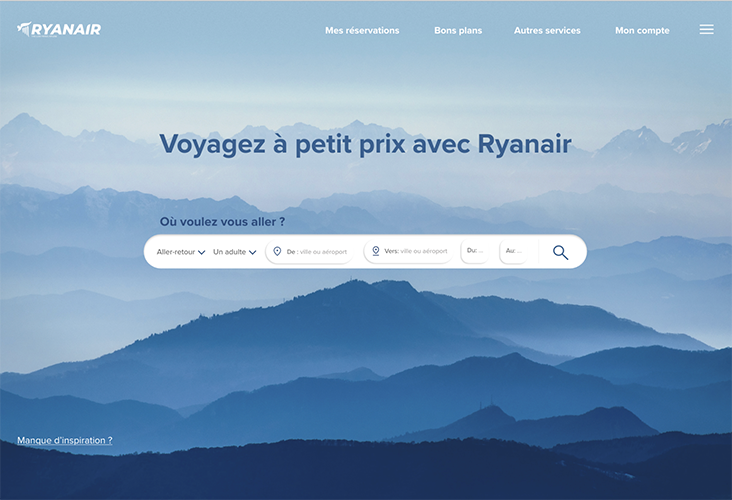 RYANAIR
Mes réservations Bons plans Autres services Mon compte
Voyagez à petit prix avec Ryanair
Où voulez vous aller ?
Aller-retour Un adulte De : ville ou aéroport Vers: ville ou aéroport Du: ... Au: ...
Manque d'inspiration ?